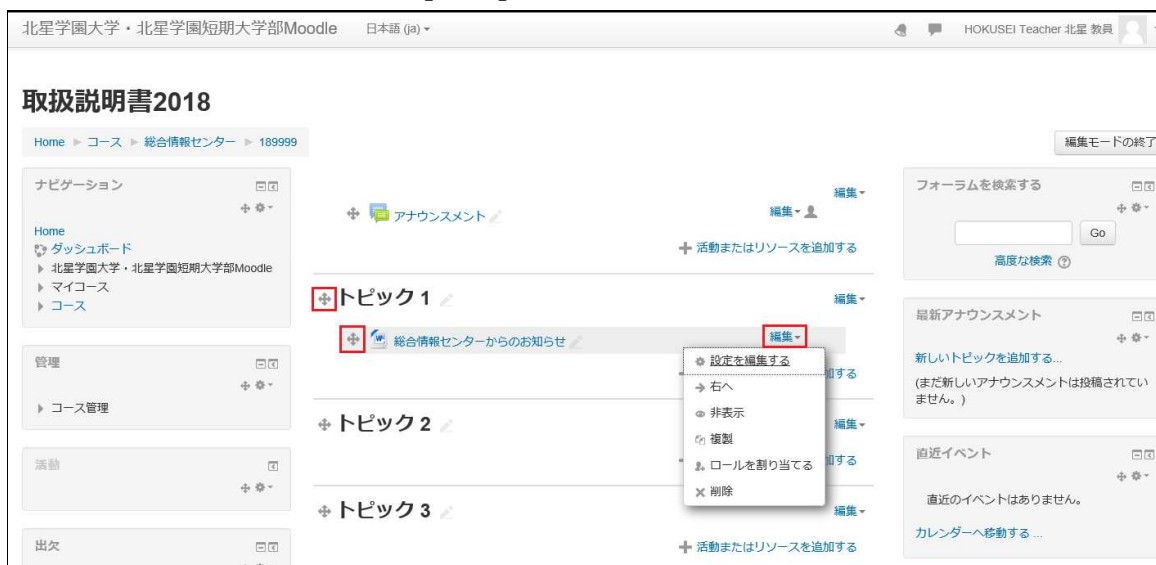 北星学園大学・北星学園短期大学部Moodle 日本語 (ja) HOKUSEI Teacher 北星 教員
取扱説明書2018
Home ▶ コース ▶ 総合情報センター ▶ 189999
編集モードの終了
ナビゲーション
Home
ダッシュボード
北星学園大学・北星学園短期大学部Moodle
マイコース
コース
管理
コース管理
活動
出欠
編集
アナウンスメント 編集
活動またはリソースを追加する
トピック 1 編集
総合情報センターからのお知らせ 編集
設定を編集する
右へ
非表示
複製
ロールを割り当てる
削除
加する
トピック 2 編集
加する
トピック 3 編集
活動またはリソースを追加する
フォーラムを検索する
Go
高度な検索
最新アナウンスメント
新しいトピックを追加する...
(まだ新しいアナウンスメントは投稿されてい
ません。)
直近イベント
直近のイベントはありません。
カレンダーへ移動する ...